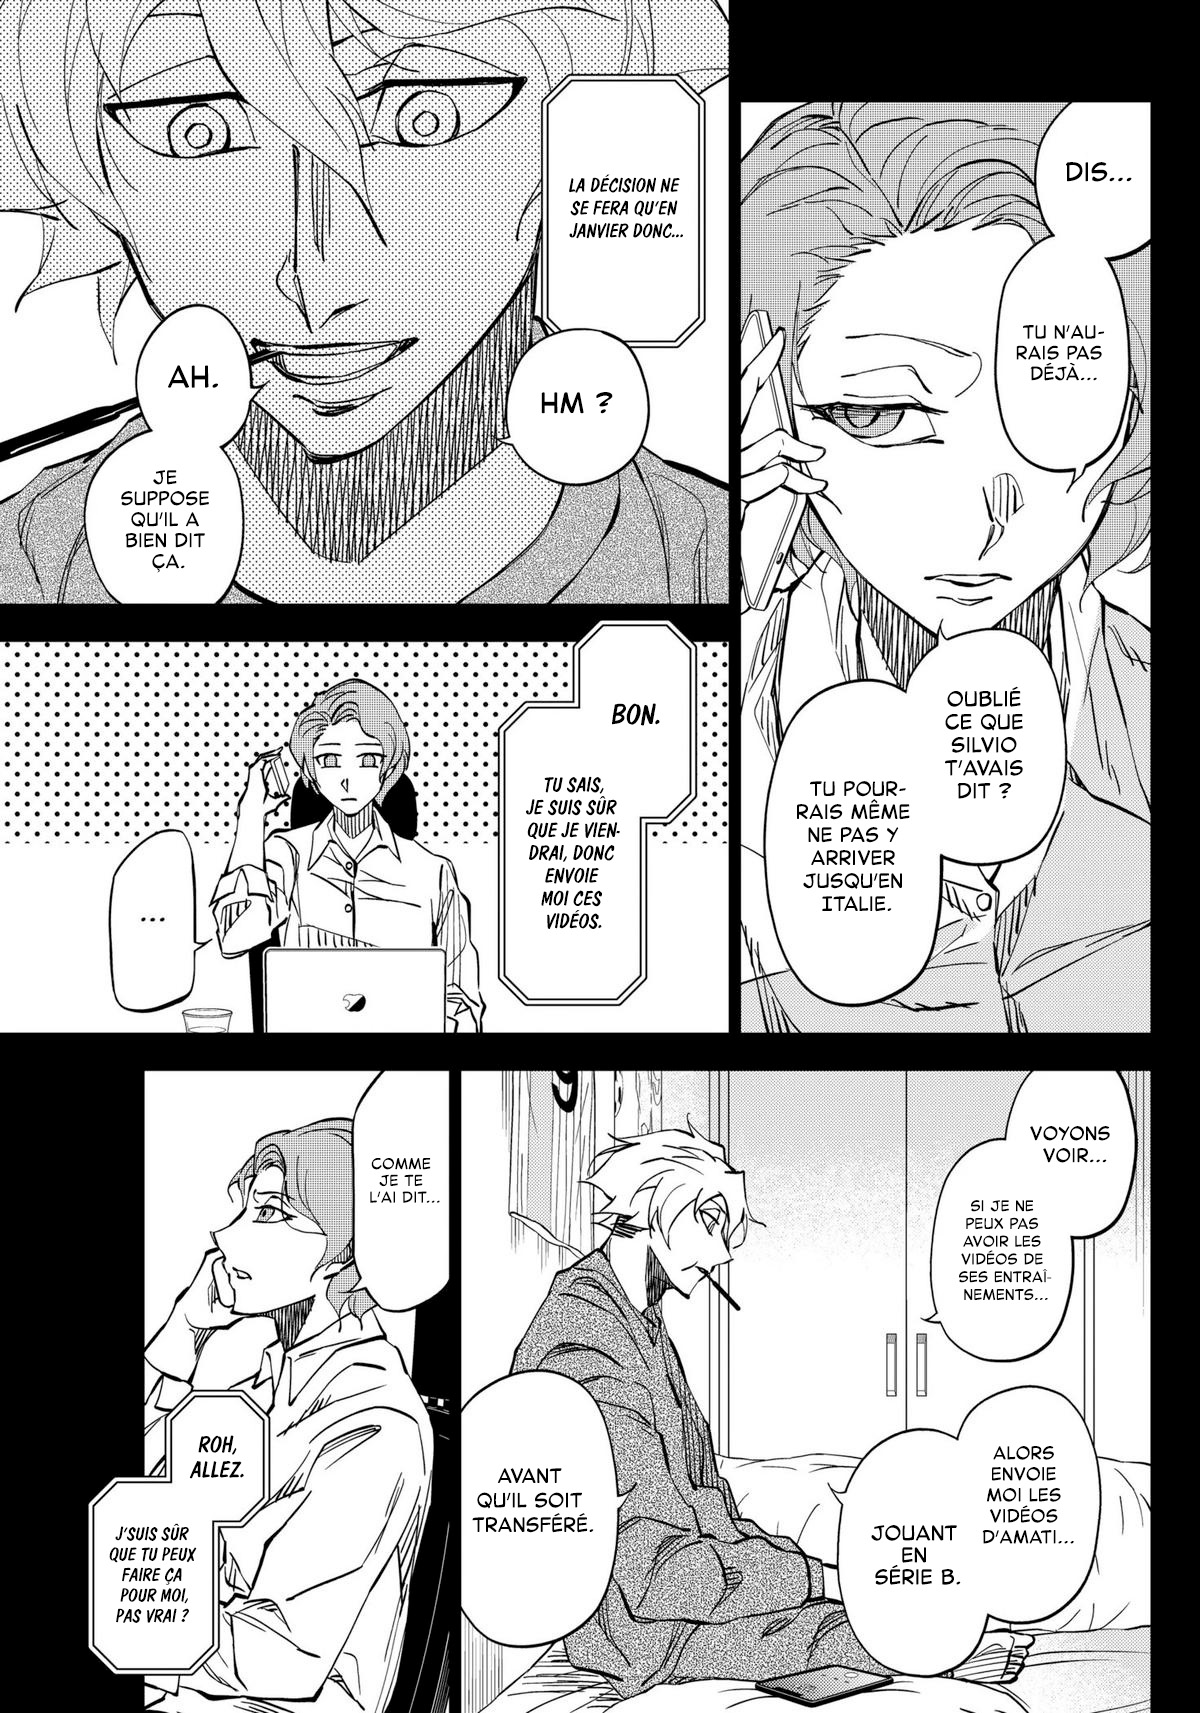 DIS...
TU N'AU-
RAIS PAS
DÉJÀ...
OUBLIÉ
CE QUE
SILVIO
T'AVAIS
DIT ?
TU POUR-
RAIS MÊME
NE PAS Y
ARRIVER
JUSQU'EN
ITALIE.
LA DÉCISION NE
SE FERA QU'EN
JANVIER DONC...
HM ?
AH.
JE
SUPPOSE
QU'IL A
BIEN DIT
ÇA.
BON.
TU SAIS,
JE SUIS SÛR
QUE JE VIEN-
DRAI, DONC
ENVOIE
MOI CES
VIDÉOS.
...
VOYONS
VOIR...
SI JE NE
PEUX PAS
AVOIR LES
VIDÉOS DE
SES ENTRAÎ-
NEMENTS...
ALORS
ENVOIE
MOI LES
VIDÉOS
D'AMATI...
JOUANT
EN
SÉRIE B.
AVANT
QU'IL SOIT
TRANSFÉRÉ.
COMME
JE TE
L'AI DIT...
ROH,
ALLEZ.
J'SUIS SÛR
QUE TU PEUX
FAIRE ÇA
POUR MOI,
PAS VRAI ?